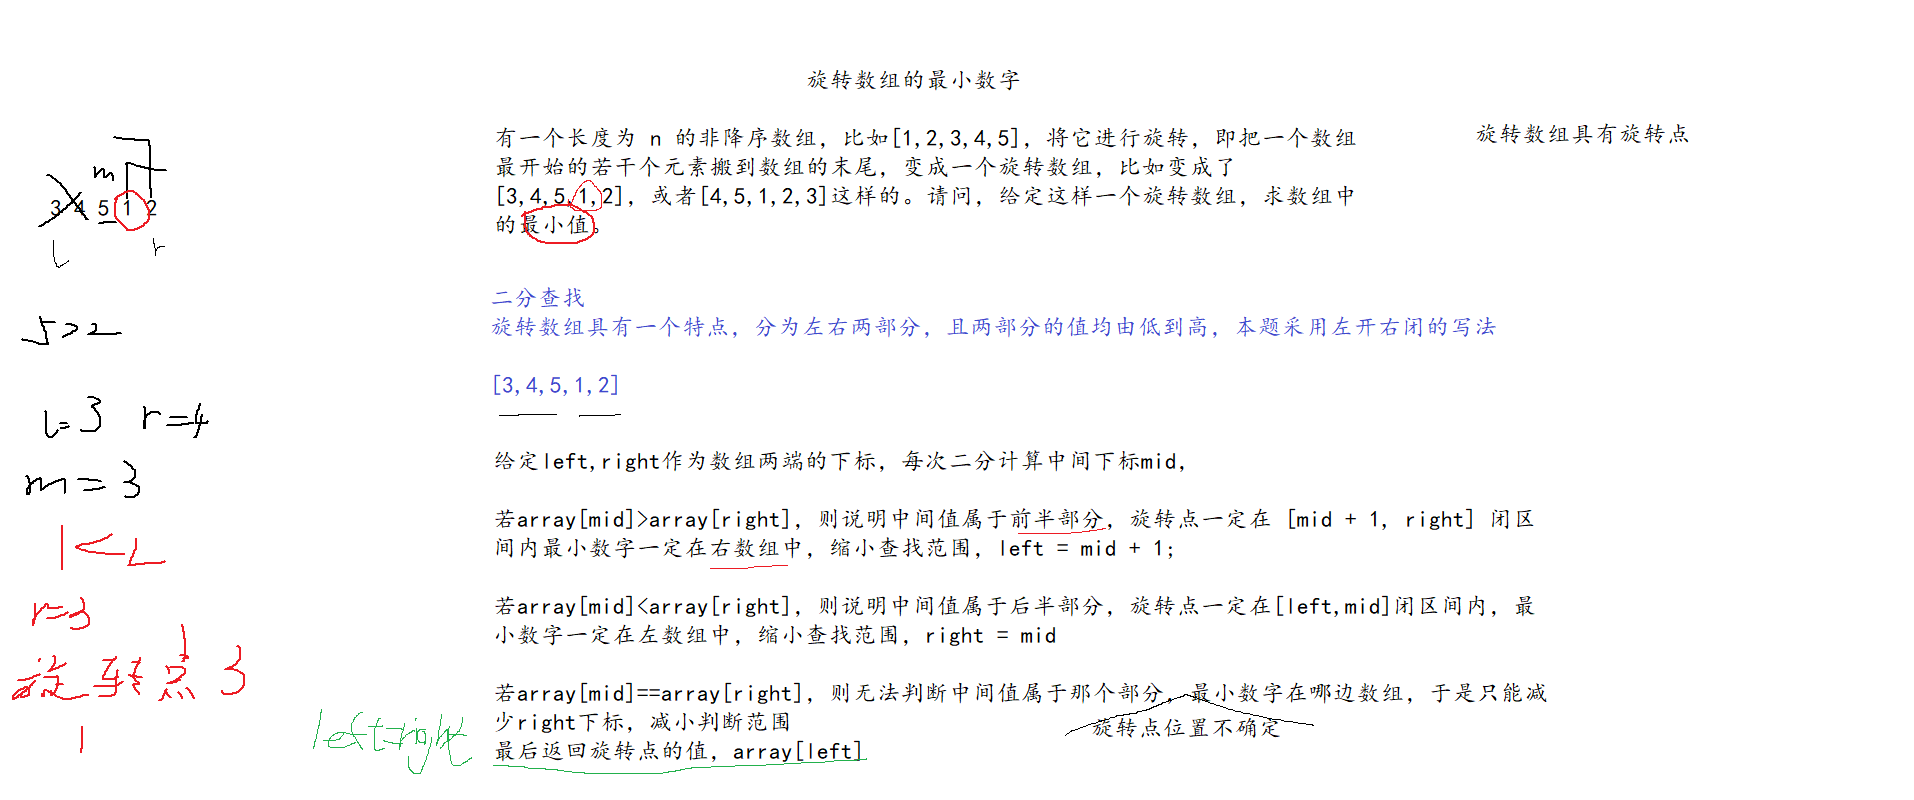 旋转数组的最小数字
有一个长度为 n 的非降序数组，比如[1,2,3,4,5]，将它进行旋转，即把一个数组
最开始的若干个元素搬到数组的末尾，变成一个旋转数组，比如变成了
[3,4,5,1,2]，或者[4,5,1,2,3]这样的。请问，给定这样一个旋转数组，求数组中
的最小值。
旋转数组具有旋转点
m
3 4 5 1 2
l r
5>2
l=3 r=4
m=3
1<2
r=3
旋转点 3
1
二分查找
旋转数组具有一个特点，分为左右两部分，且两部分的值均由低到高，本题采用左开右闭的写法
[3,4,5,1,2]
给定left,right作为数组两端的下标，每次二分计算中间下标mid，
若array[mid]>array[right]，则说明中间值属于前半部分，旋转点一定在 [mid + 1, right] 闭区
间内最小数字一定在右数组中，缩小查找范围，left = mid + 1;
若array[mid]<array[right]，则说明中间值属于后半部分，旋转点一定在[left,mid]闭区间内，最
小数字一定在左数组中，缩小查找范围，right = mid
若array[mid]==array[right]，则无法判断中间值属于那个部分，最小数字在哪边数组，于是只能减
少right下标，减小判断范围
旋转点位置不确定
left=right
最后返回旋转点的值，array[left]